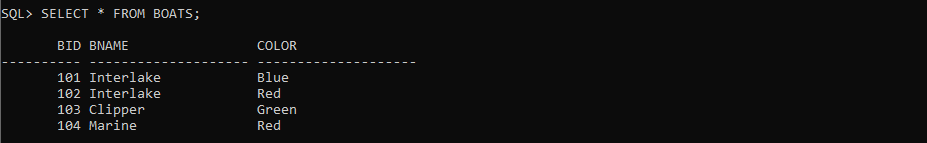 SQL> SELECT * FROM BOATS;
       BID BNAME                COLOR
---------- -------------------- --------------------
       101 Interlake            Blue
       102 Interlake            Red
       103 Clipper              Green
       104 Marine               Red